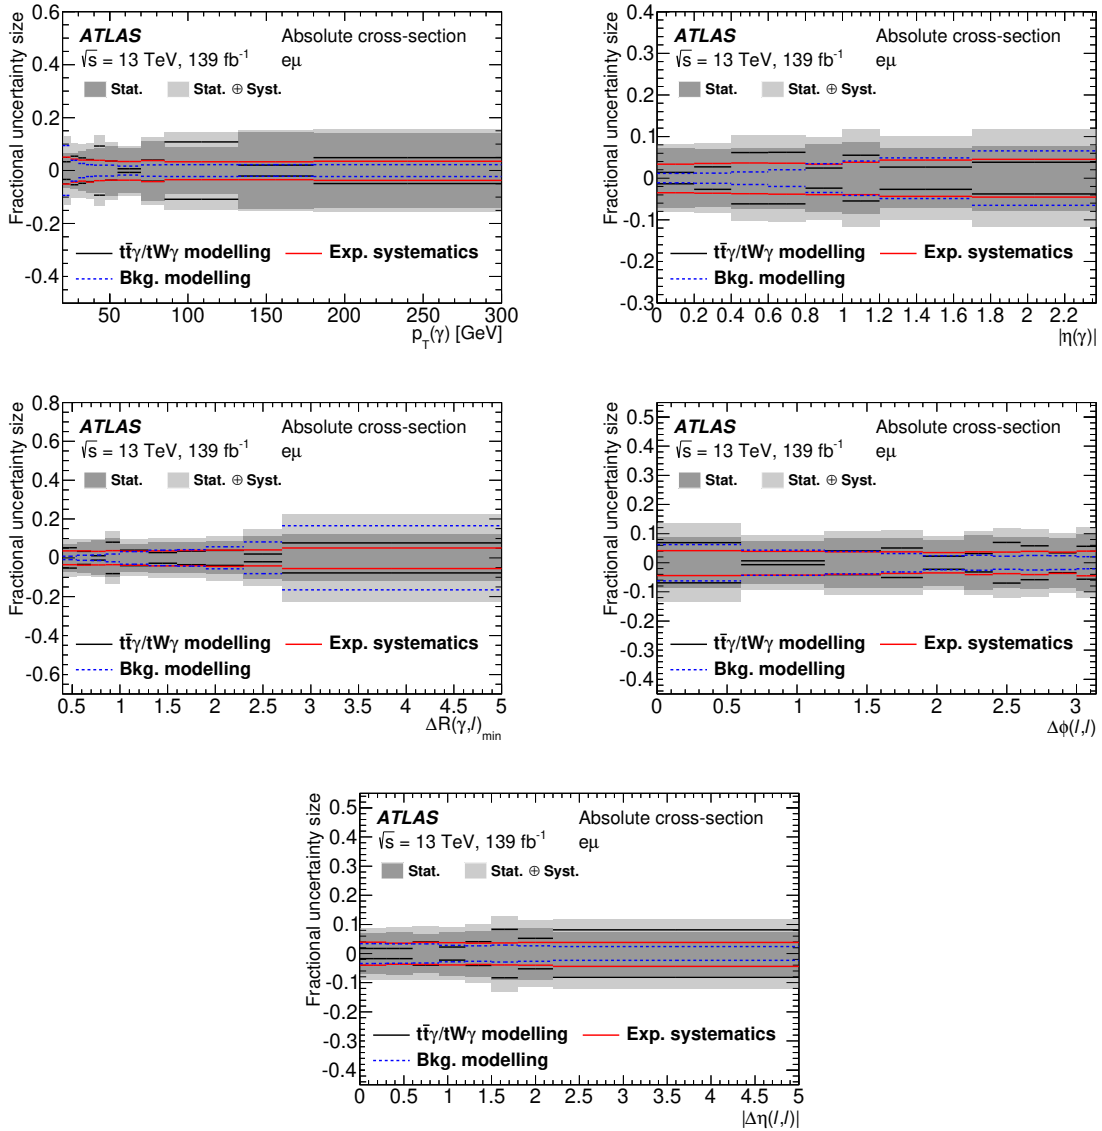 Fractional uncertainty size
0.6
0.4
0.2
0
-0.2
-0.4
ATLAS Absolute cross-section
√s = 13 TeV, 139 fb⁻¹ eμ
Stat. Stat. ⊕ Syst.
tt̄γ/tWγ modelling Exp. systematics
Bkg. modelling
50 100 150 200 250 300
p_T(γ) [GeV]
Fractional uncertainty size
0.4
0.3
0.2
0.1
0
-0.1
-0.2
-0.3
ATLAS Absolute cross-section
√s = 13 TeV, 139 fb⁻¹ eμ
Stat. Stat. ⊕ Syst.
tt̄γ/tWγ modelling Exp. systematics
Bkg. modelling
0 0.2 0.4 0.6 0.8 1 1.2 1.4 1.6 1.8 2 2.2
|η(γ)|
Fractional uncertainty size
0.8
0.6
0.4
0.2
0
-0.2
-0.4
-0.6
ATLAS Absolute cross-section
√s = 13 TeV, 139 fb⁻¹ eμ
Stat. Stat. ⊕ Syst.
tt̄γ/tWγ modelling Exp. systematics
Bkg. modelling
0.5 1 1.5 2 2.5 3 3.5 4 4.5 5
ΔR(γ,l)_min
Fractional uncertainty size
0.5
0.4
0.3
0.2
0.1
0
-0.1
-0.2
-0.3
-0.4
ATLAS Absolute cross-section
√s = 13 TeV, 139 fb⁻¹ eμ
Stat. Stat. ⊕ Syst.
tt̄γ/tWγ modelling Exp. systematics
Bkg. modelling
0 0.5 1 1.5 2 2.5 3
Δϕ(l,l)
Fractional uncertainty size
0.5
0.4
0.3
0.2
0.1
0
-0.1
-0.2
-0.3
-0.4
ATLAS Absolute cross-section
√s = 13 TeV, 139 fb⁻¹ eμ
Stat. Stat. ⊕ Syst.
tt̄γ/tWγ modelling Exp. systematics
Bkg. modelling
0 0.5 1 1.5 2 2.5 3 3.5 4 4.5 5
|Δη(l,l)|